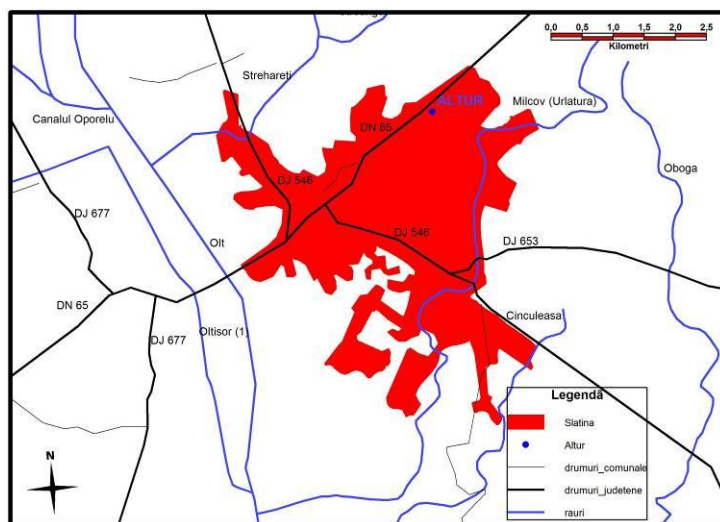 0,0 0,5 1,0 1,5 2,0 2,5
Kilometri
Strehareti
ALTUR
Milcov (Urlatura)
Canalul Oporelu
DN 65
Oboga
DJ 546
DJ 677
DJ 546
Olt
DJ 653
DN 65
Cinculeasa
Oltisor (1)
DJ 677
Legendă
Slatina
Altur
drumuri_comunale
drumuri_judetene
rauri
N